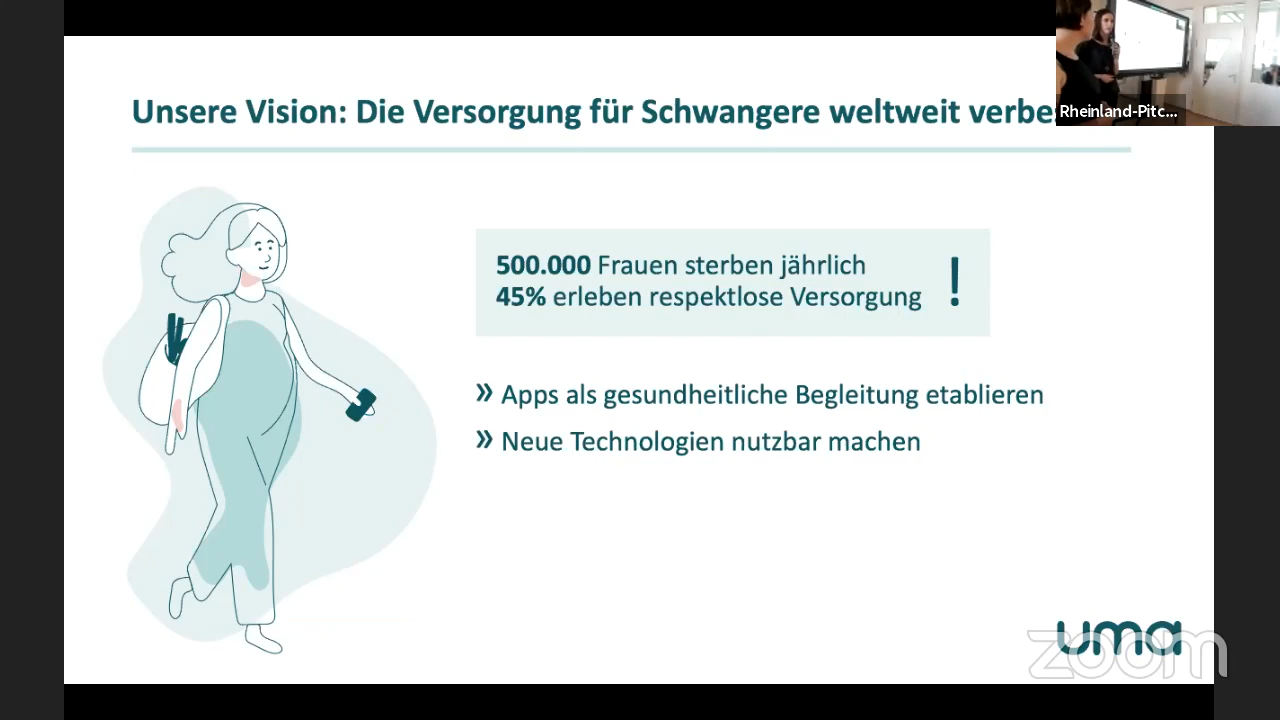 Unsere Vision: Die Versorgung für Schwangere weltweit verbe
Rheinland-Pitc...
500.000 Frauen sterben jährlich
45% erleben respektlose Versorgung
!
» Apps als gesundheitliche Begleitung etablieren
» Neue Technologien nutzbar machen
uma
zoom